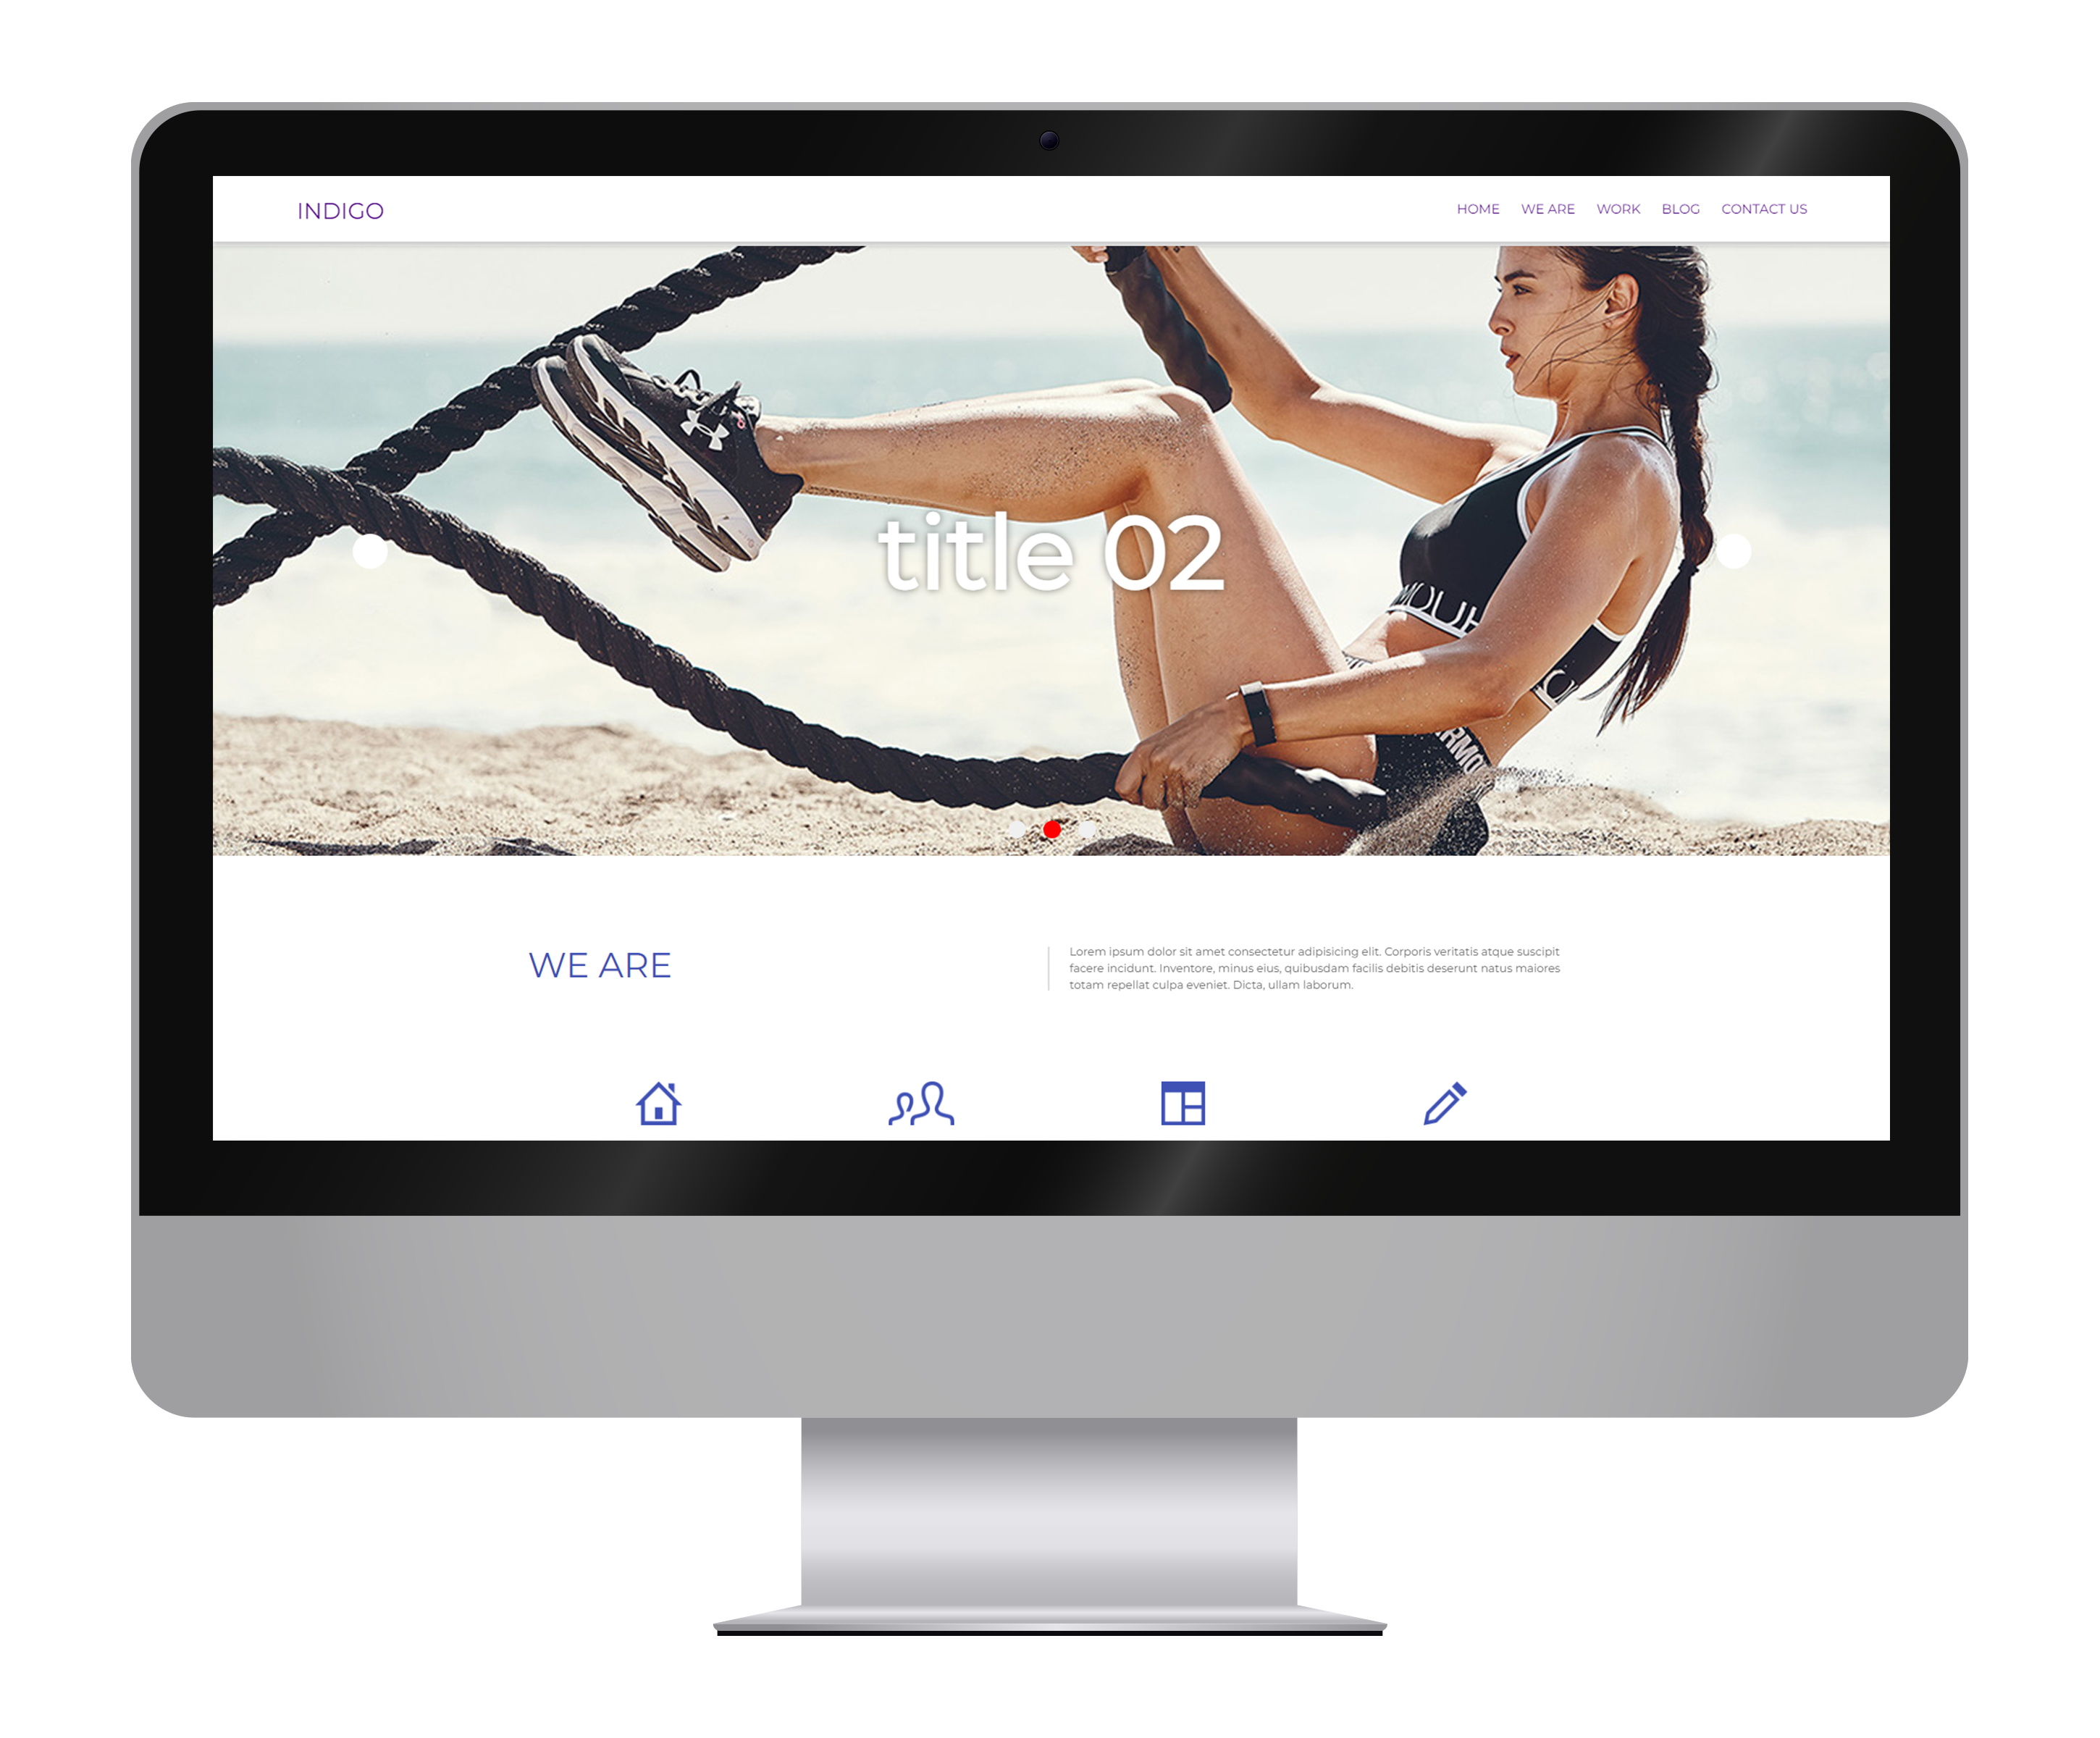 INDIGO
HOME WE ARE WORK BLOG CONTACT US
title 02
WE ARE
Lorem ipsum dolor sit amet consectetur adipisicing elit. Corporis veritatis atque suscipit
facere incidunt. Inventore, minus eius, quibusdam facilis debitis deserunt natus maiores
totam repellat culpa eveniet. Dicta, ullam laborum.